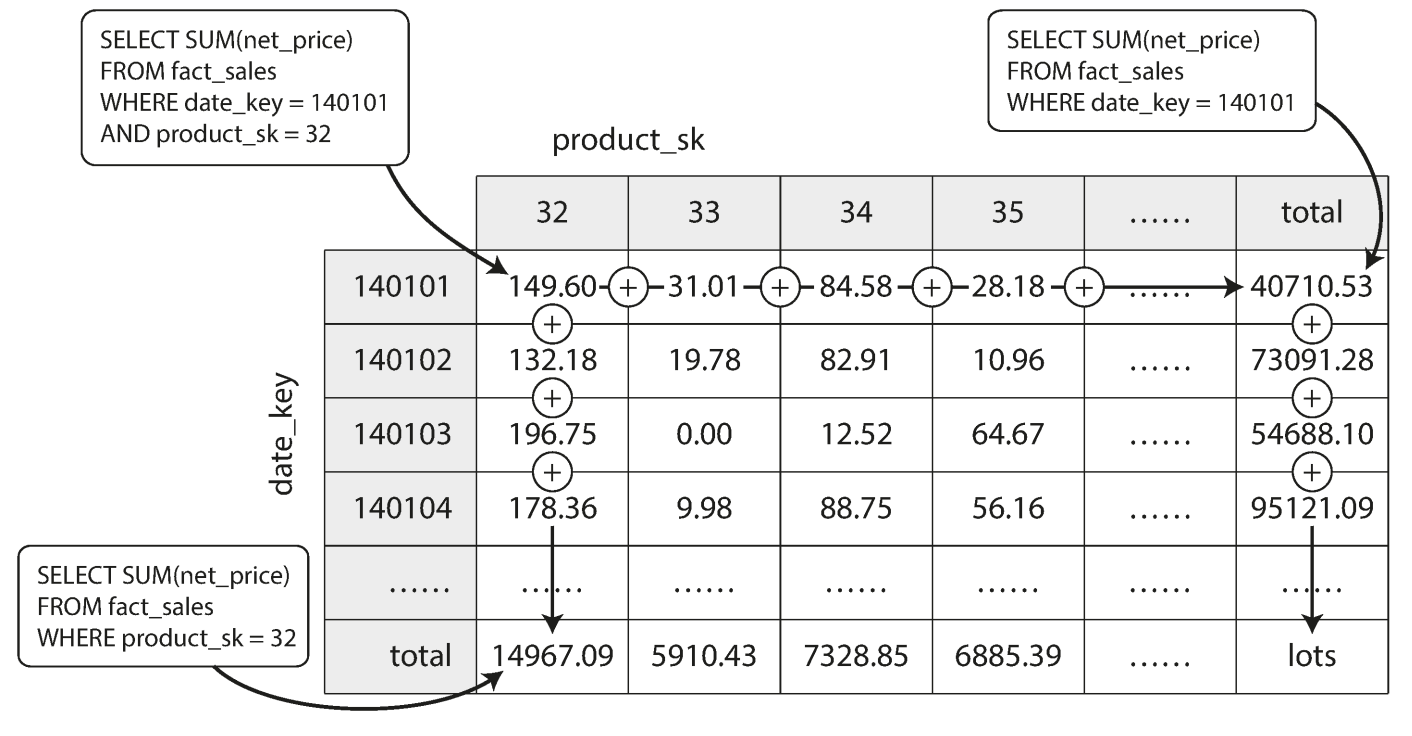 SELECT SUM(net_price)
FROM fact_sales
WHERE date_key = 140101
AND product_sk = 32
SELECT SUM(net_price)
FROM fact_sales
WHERE date_key = 140101
product_sk
32 33 34 35 ...... total
date_key
140101 149.60 + 31.01 + 84.58 + 28.18 + ...... 40710.53
+ +
140102 132.18 19.78 82.91 10.96 ...... 73091.28
+ +
140103 196.75 0.00 12.52 64.67 ...... 54688.10
+ +
140104 178.36 9.98 88.75 56.16 ...... 95121.09
...... ...... ...... ...... ...... ...... ......
total 14967.09 5910.43 7328.85 6885.39 ...... lots
SELECT SUM(net_price)
FROM fact_sales
WHERE product_sk = 32